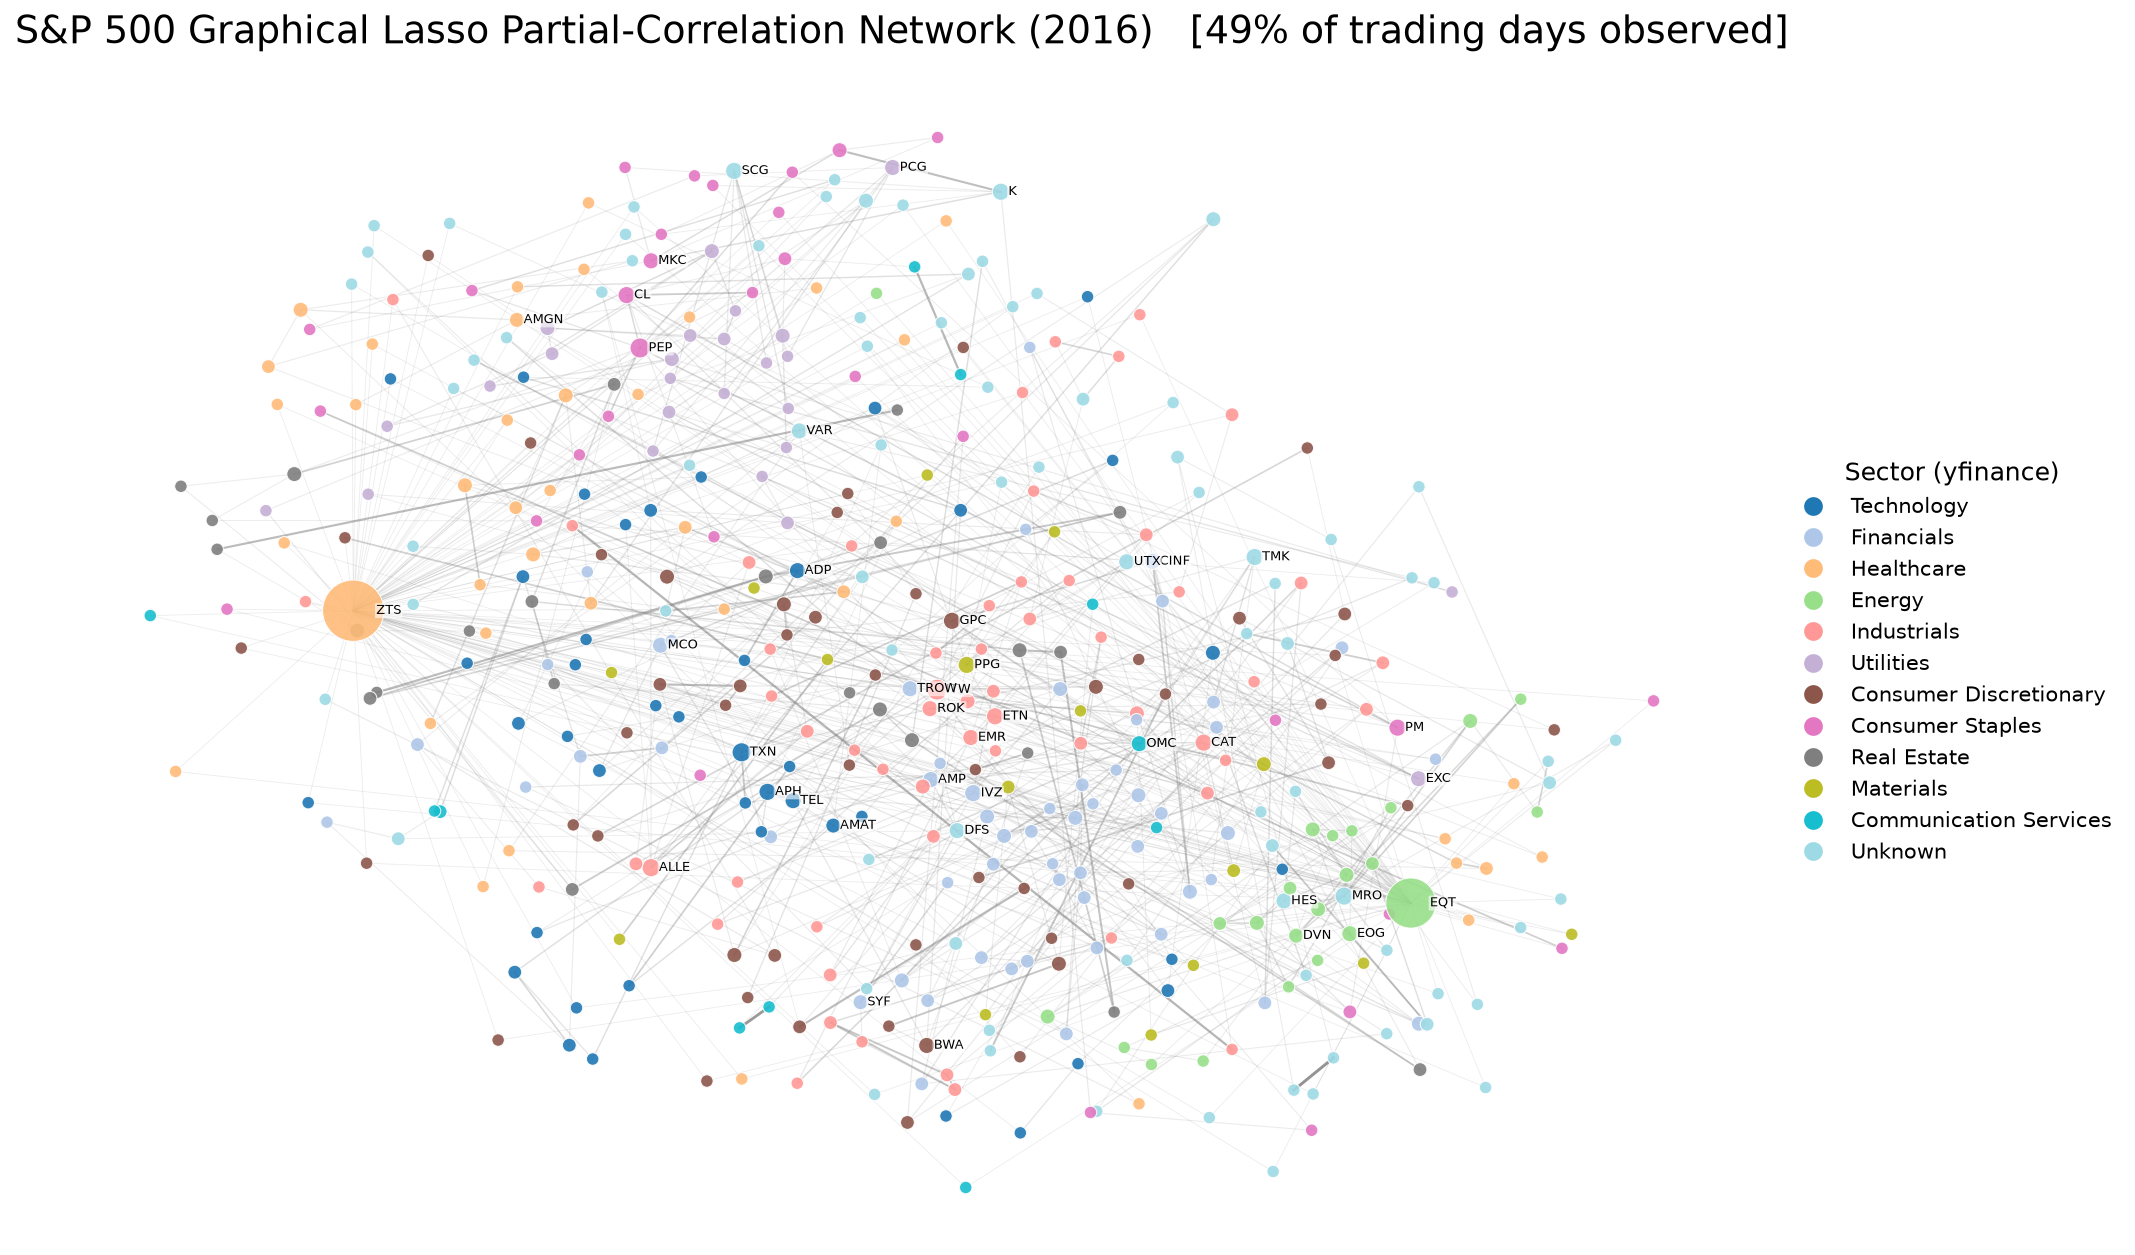 S&P 500 Graphical Lasso Partial-Correlation Network (2016)   [49% of trading days observed]
SCG
PCG
K
MKC
CL
AMGN
PEP
VAR
UTX
CINF
TMK
ADP
ZTS
GPC
MCO
PPG
TROW
W
ROK
ETN
PM
EMR
OMC
CAT
TXN
AMP
EXC
APH
TEL
IVZ
AMAT
DFS
ALLE
HES
MRO
EQT
DVN
EOG
SYF
BWA
Sector (yfinance)
Technology
Financials
Healthcare
Energy
Industrials
Utilities
Consumer Discretionary
Consumer Staples
Real Estate
Materials
Communication Services
Unknown